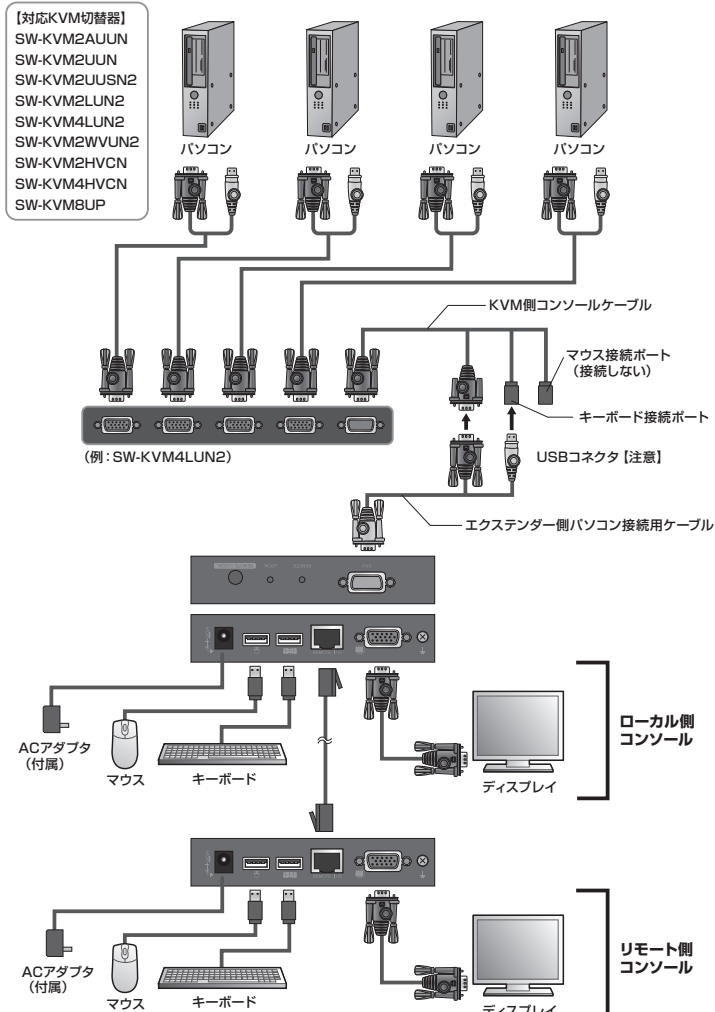 【対応KVM切替器】
SW-KVM2AUUN
SW-KVM2UUN
SW-KVM2UUSN2
SW-KVM2LUN2
SW-KVM4LUN2
SW-KVM2WVUN2
SW-KVM2HVCN
SW-KVM4HVCN
SW-KVM8UP
パソコン
パソコン
パソコン
パソコン
KVM側コンソールケーブル
マウス接続ポート
（接続しない）
キーボード接続ポート
（例：SW-KVM4LUN2）
USBコネクタ【注意】
エクステンダー側パソコン接続用ケーブル
ACアダプタ
（付属）
マウス
キーボード
ディスプレイ
ローカル側
コンソール
ACアダプタ
（付属）
マウス
キーボード
ディスプレイ
リモート側
コンソール